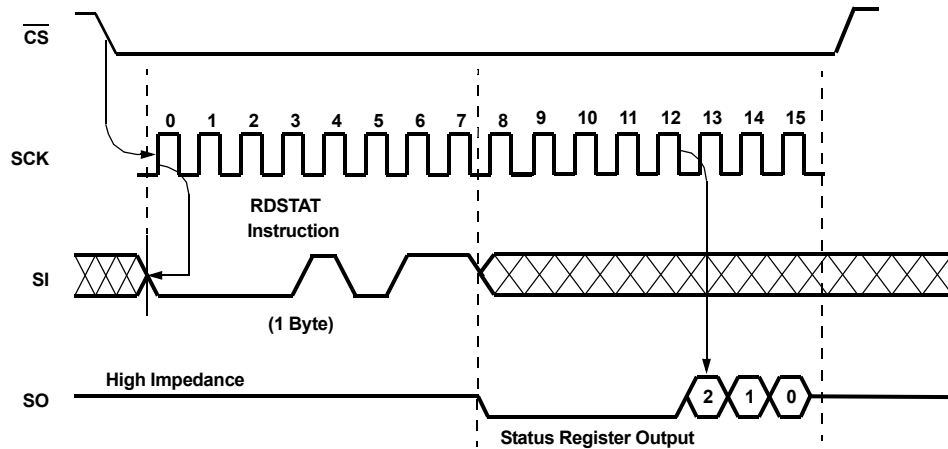 CS
0 1 2 3 4 5 6 7 8 9 10 11 12 13 14 15
SCK
RDSTAT
Instruction
SI
(1 Byte)
High Impedance
SO
2 1 0
Status Register Output